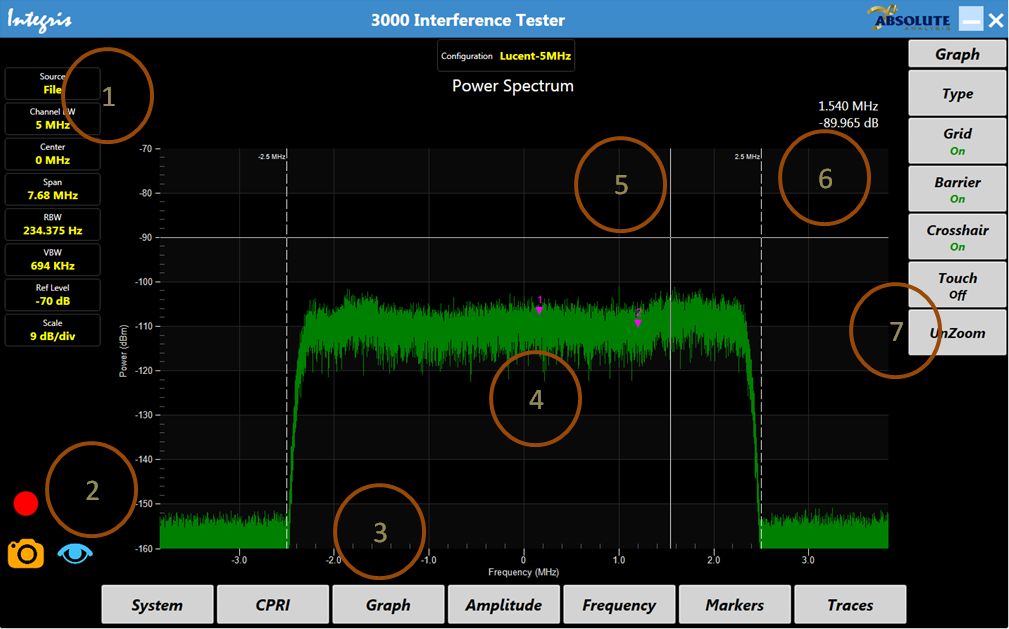 Integris
3000 Interference Tester
ABSOLUTE
ANALYSIS
Configuration Lucent-5MHz
Power Spectrum
1.540 MHz
-89.965 dB
Source
File
Channel BW
5 MHz
Center
0 MHz
Span
7.68 MHz
RBW
234.375 Hz
VBW
694 KHz
Ref Level
-70 dB
Scale
9 dB/div
1
2
3
4
5
6
7
-2.5 MHz
2.5 MHz
1
2
Power (dBm)
-70
-80
-90
-100
-110
-120
-130
-140
-150
-160
-3.0
-2.0
-1.0
0
1.0
2.0
3.0
Frequency (MHz)
Graph
Type
Grid
On
Barrier
On
Crosshair
On
Touch
Off
UnZoom
System
CPRI
Graph
Amplitude
Frequency
Markers
Traces